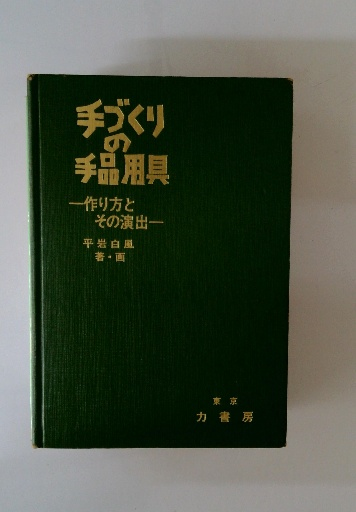 手づくり
の
手品用具
―作り方と
その演出―
平岩白風
著・画
東京
力書房